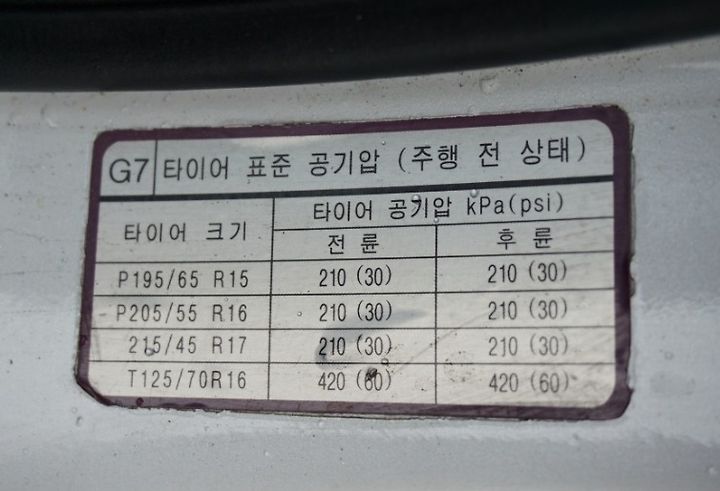 G7 타이어 표준 공기압 (주행 전 상태)
타이어 크기 타이어 공기압 kPa(psi)
전 륜 후 륜
P195/65 R15 210 (30) 210 (30)
P205/55 R16 210 (30) 210 (30)
215/45 R17 210 (30) 210 (30)
T125/70R16 420 (60) 420 (60)